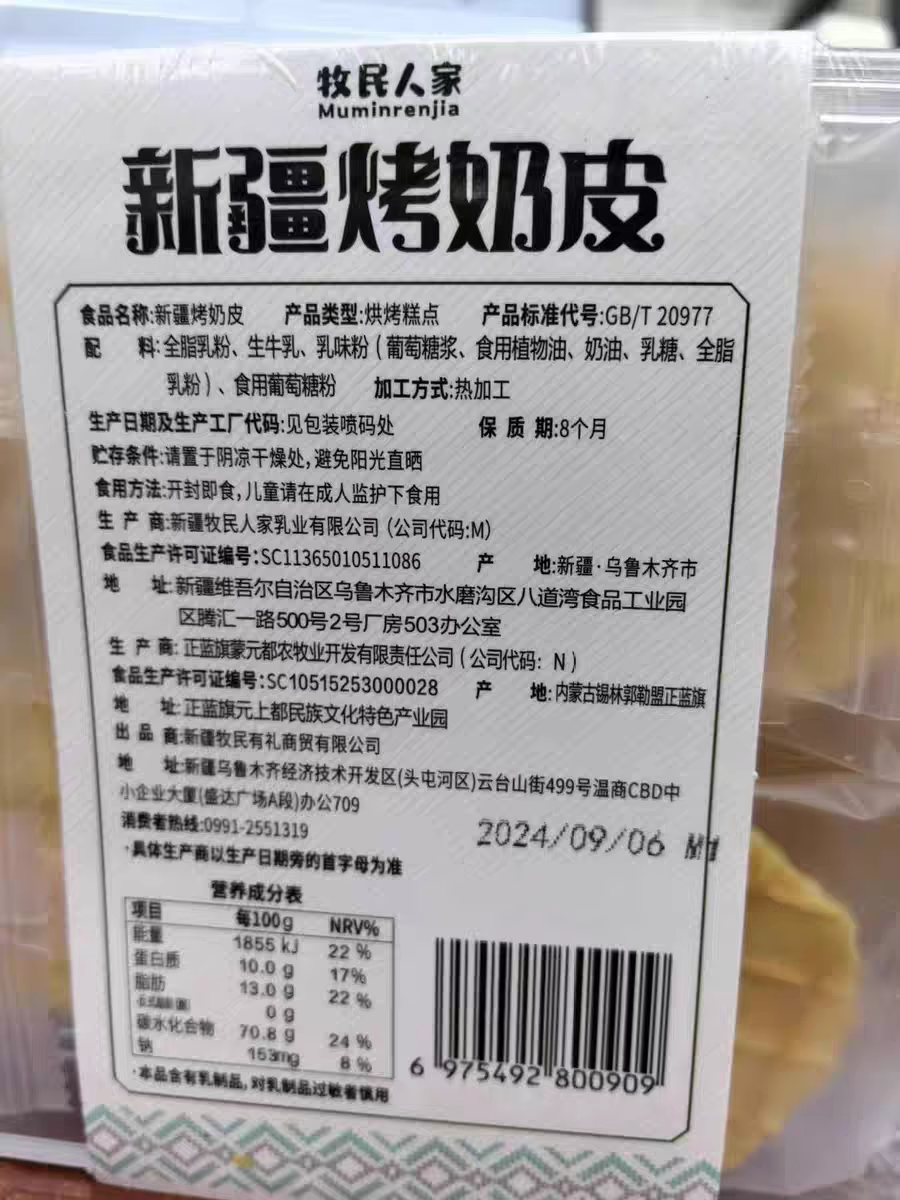 牧民人家
Muminrenjia
新疆烤奶皮
食品名称:新疆烤奶皮 产品类型:烘烤糕点 产品标准代号:GB/T 20977
配 料:全脂乳粉、生牛乳、乳味粉(葡萄糖浆、食用植物油、奶油、乳糖、全脂
乳粉)、食用葡萄糖粉 加工方式:热加工
生产日期及生产工厂代码:见包装喷码处 保 质 期:8个月
贮存条件:请置于阴凉干燥处,避免阳光直晒
食用方法:开封即食,儿童请在成人监护下食用
生 产 商:新疆牧民人家乳业有限公司(公司代码:M)
食品生产许可证编号:SC11365010511086 产 地:新疆·乌鲁木齐市
地 址:新疆维吾尔自治区乌鲁木齐市水磨沟区八道湾食品工业园
区腾汇一路500号2号厂房503办公室
生 产 商:正蓝旗蒙元都农牧业开发有限责任公司(公司代码:N)
食品生产许可证编号:SC10515253000028 产 地:内蒙古锡林郭勒盟正蓝旗
地 址:正蓝旗元上都民族文化特色产业园
出 品 商:新疆牧民有礼商贸有限公司
地 址:新疆乌鲁木齐经济技术开发区(头屯河区)云台山街499号温商CBD中
小企业大厦(盛达广场A段)办公709
消费者热线:0991-2551319
2024/09/06 M1
·具体生产商以生产日期旁的首字母为准
营养成分表
项目 每100g NRV%
能量 1855 kJ 22 %
蛋白质 10.0 g 17%
脂肪 13.0 g 22 %
0 g
碳水化合物 70.8 g 24 %
钠 153mg 8 %
·本品含有乳制品,对乳制品过敏者慎用
6 975492 800909